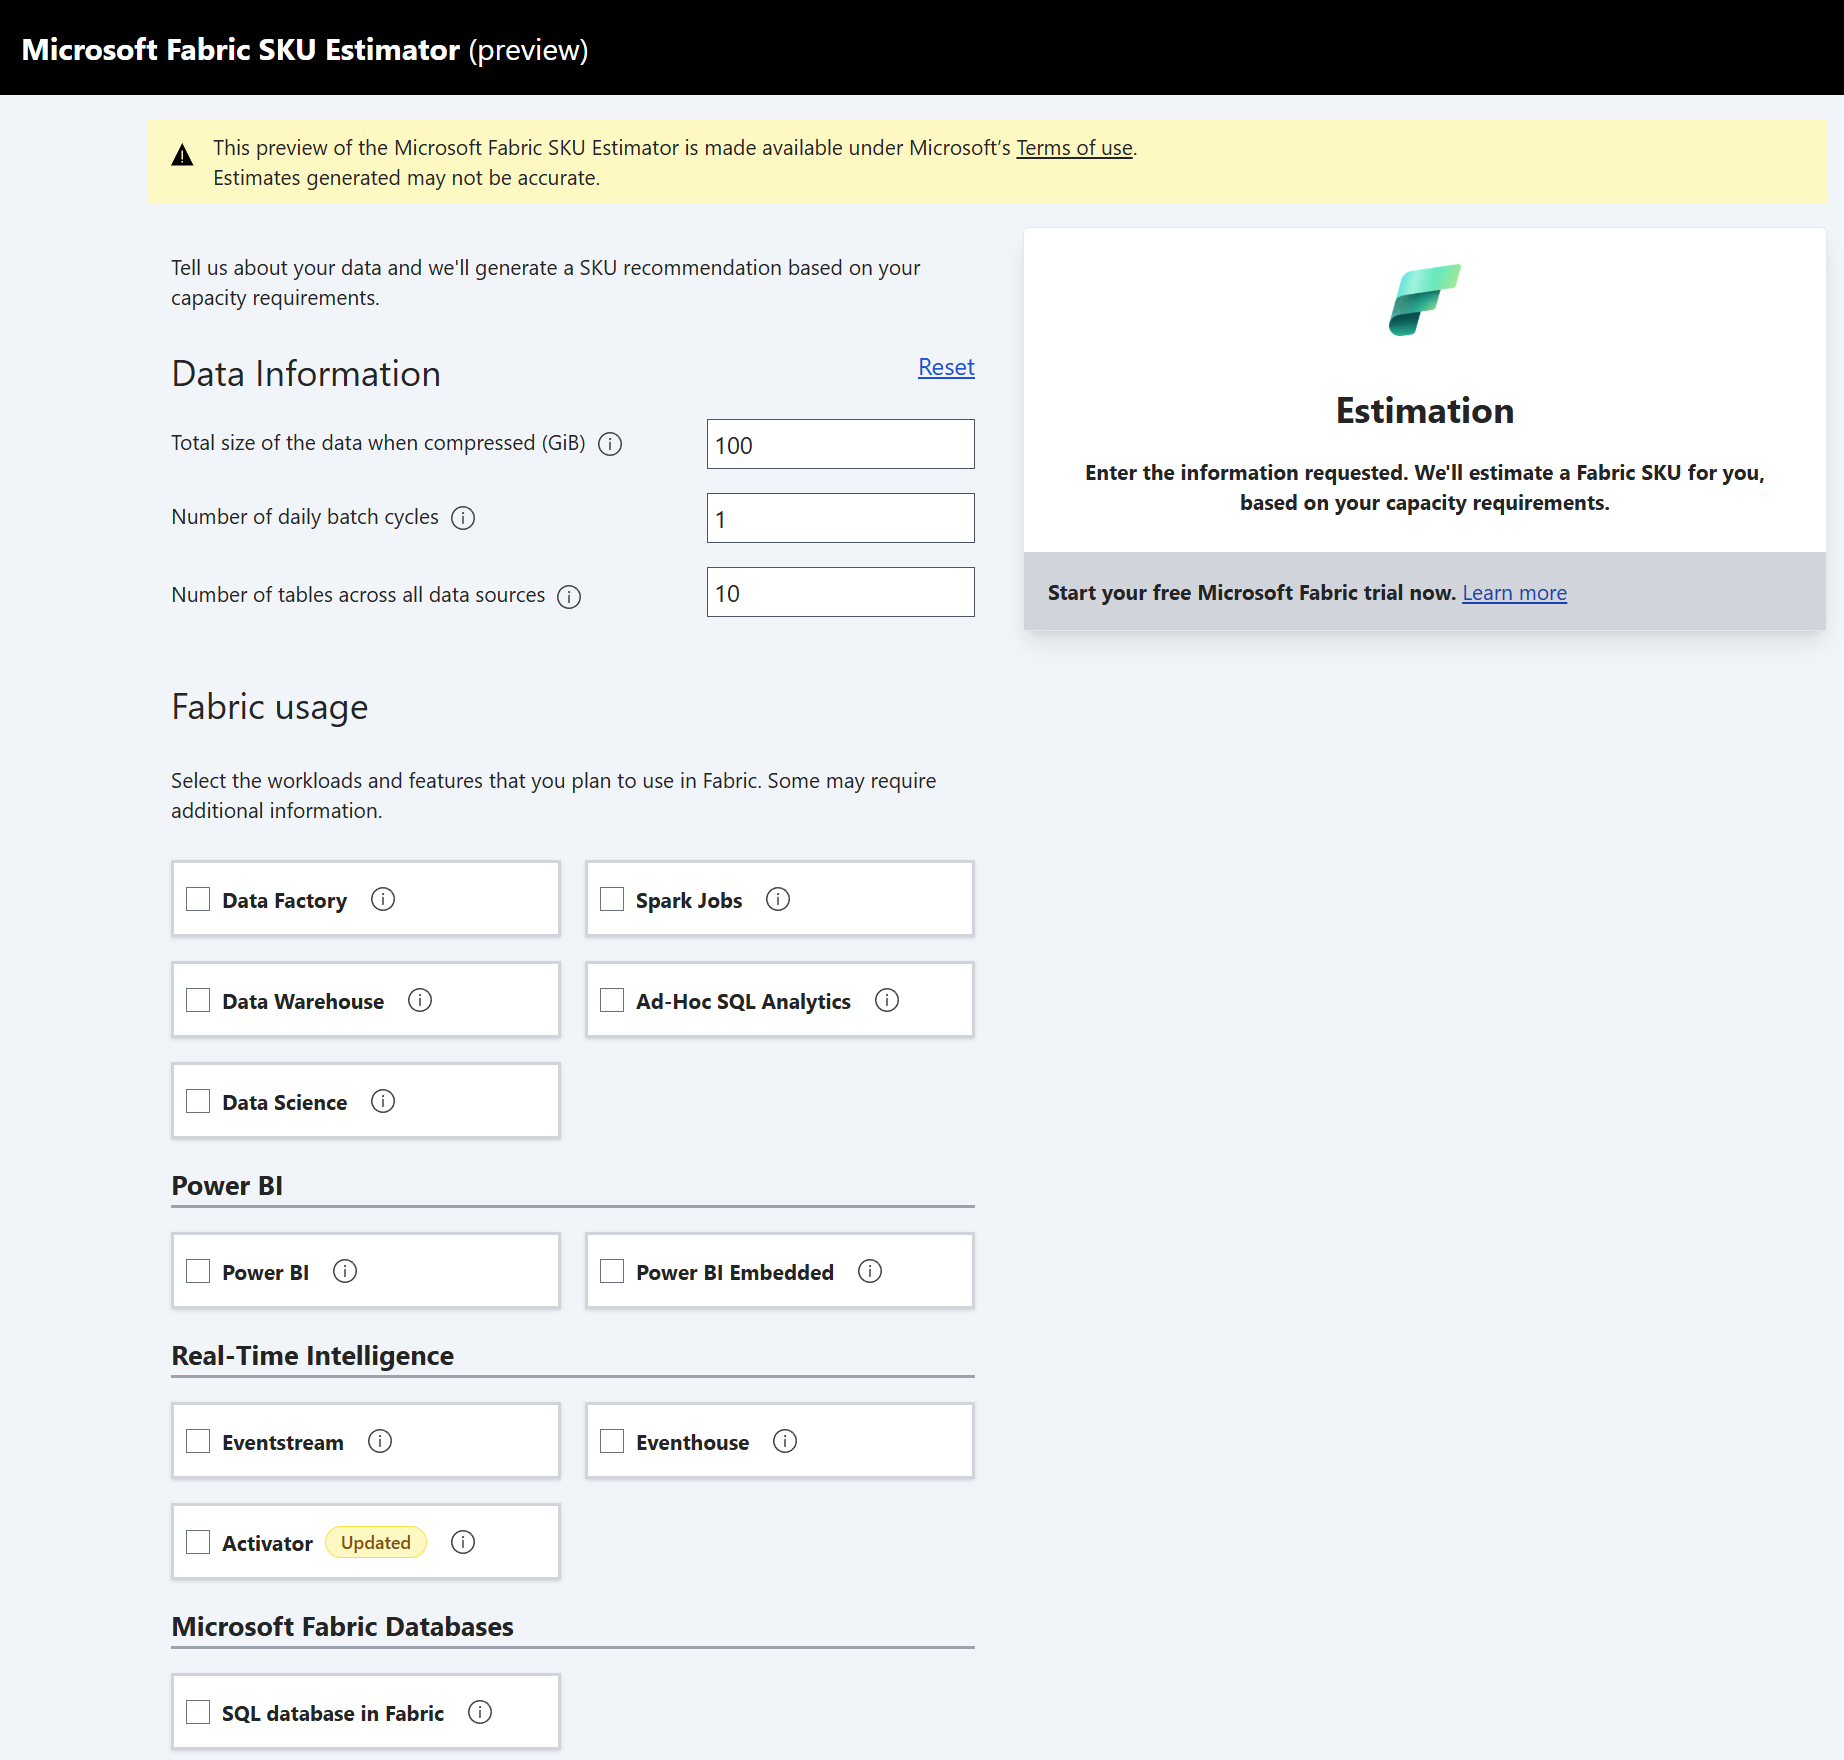 Microsoft Fabric SKU Estimator (preview)
This preview of the Microsoft Fabric SKU Estimator is made available under Microsoft’s Terms of use.
Estimates generated may not be accurate.
Tell us about your data and we'll generate a SKU recommendation based on your
capacity requirements.
Data Information
Reset
Total size of the data when compressed (GiB)
100
Number of daily batch cycles
1
Number of tables across all data sources
10
Estimation
Enter the information requested. We'll estimate a Fabric SKU for you,
based on your capacity requirements.
Start your free Microsoft Fabric trial now. Learn more
Fabric usage
Select the workloads and features that you plan to use in Fabric. Some may require
additional information.
Data Factory
Spark Jobs
Data Warehouse
Ad-Hoc SQL Analytics
Data Science
Power BI
Power BI
Power BI Embedded
Real-Time Intelligence
Eventstream
Eventhouse
Activator Updated
Microsoft Fabric Databases
SQL database in Fabric